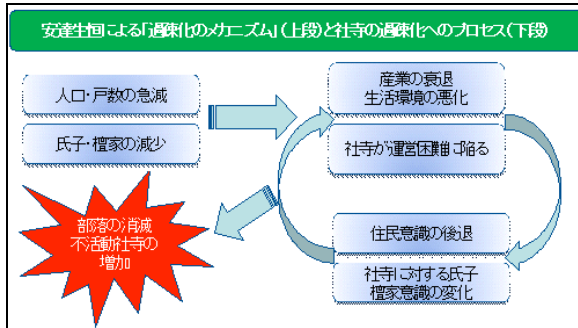 安達生恒による「過疎化のメカニズム」(上段)と社寺の過疎化へのプロセス(下段)
人口・戸数の急減
氏子・檀家の減少
産業の衰退
生活環境の悪化
社寺が運営困難に陥る
部落の消滅
不活動社寺の
増加
住民意識の後退
社寺に対する氏子
檀家意識の変化